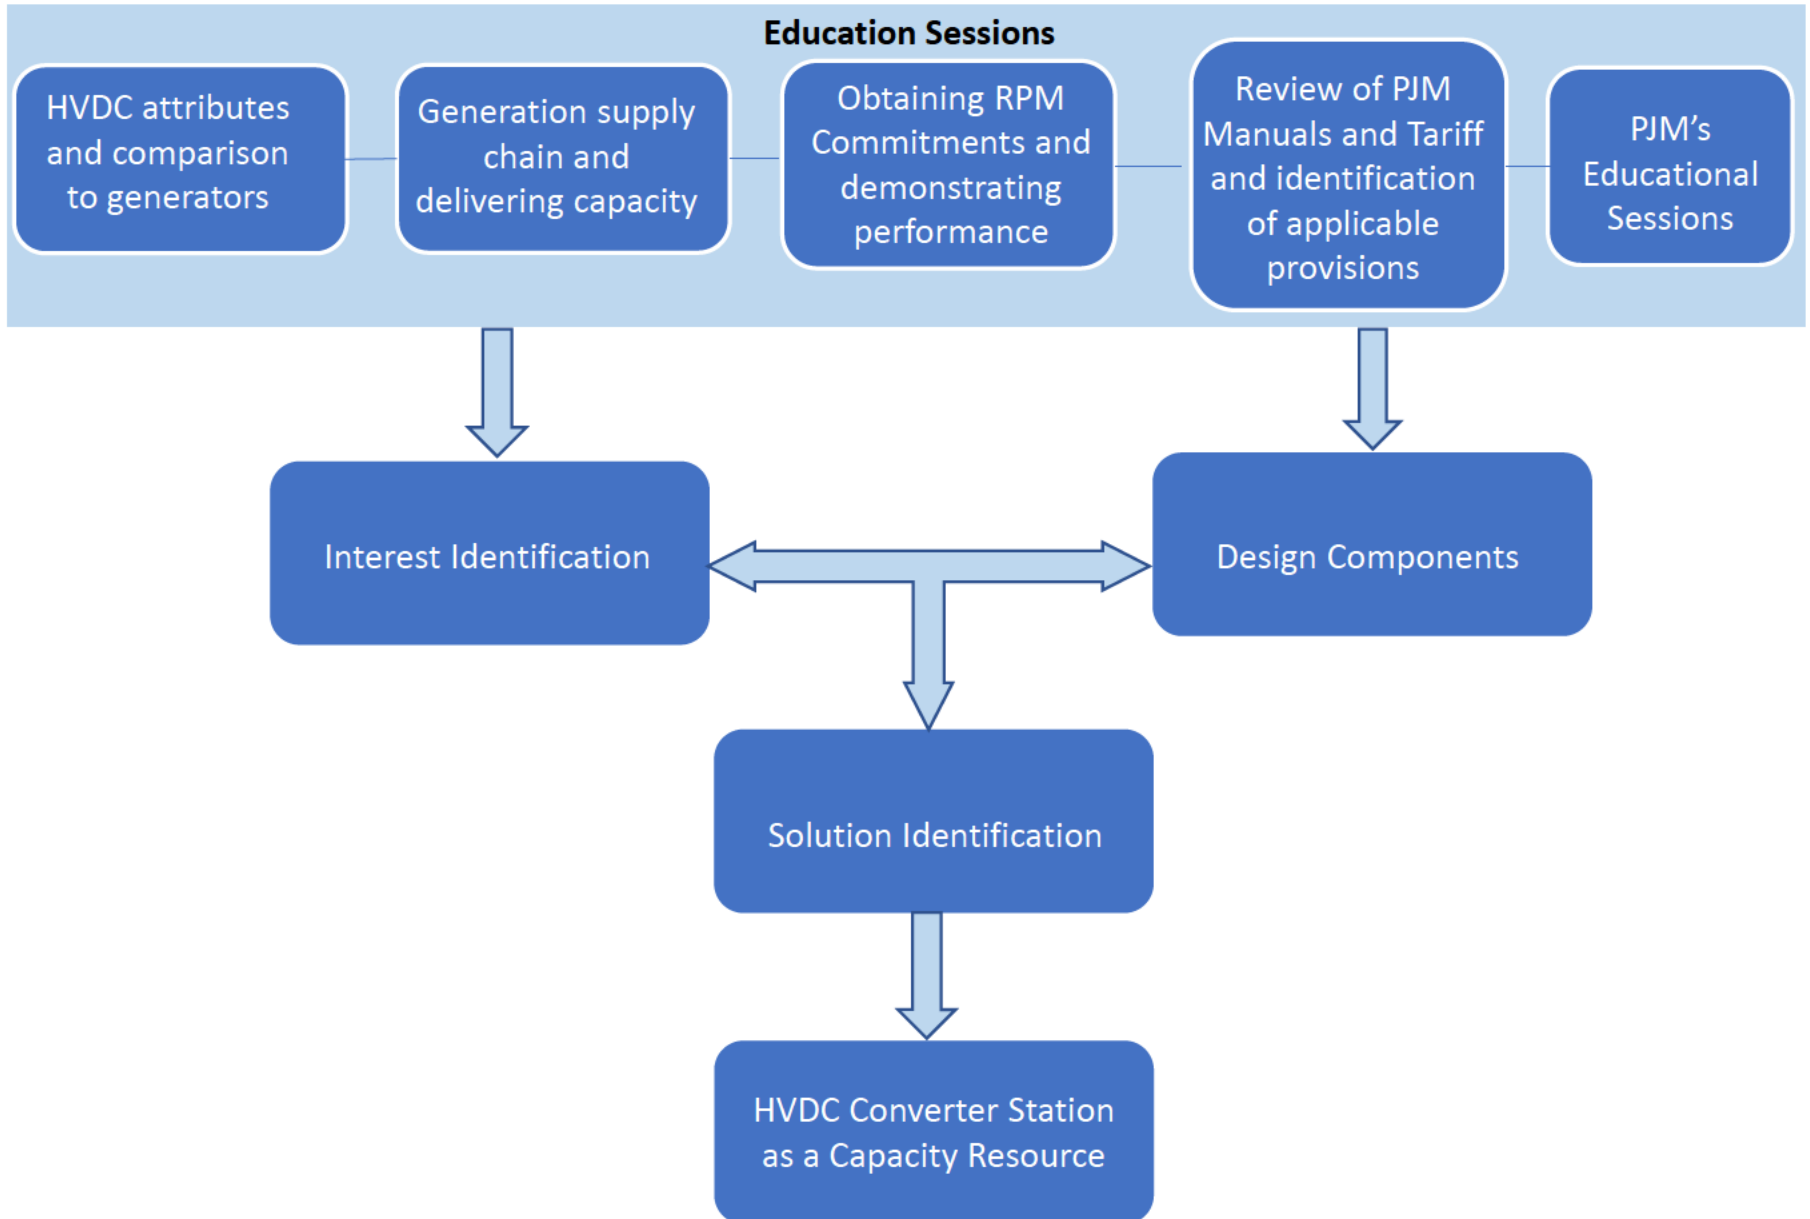 Education Sessions
HVDC attributes
and comparison
to generators
Generation supply
chain and
delivering capacity
Obtaining RPM
Commitments and
demonstrating
performance
Review of PJM
Manuals and Tariff
and identification
of applicable
provisions
PJM’s
Educational
Sessions
Interest Identification
Design Components
Solution Identification
HVDC Converter Station
as a Capacity Resource